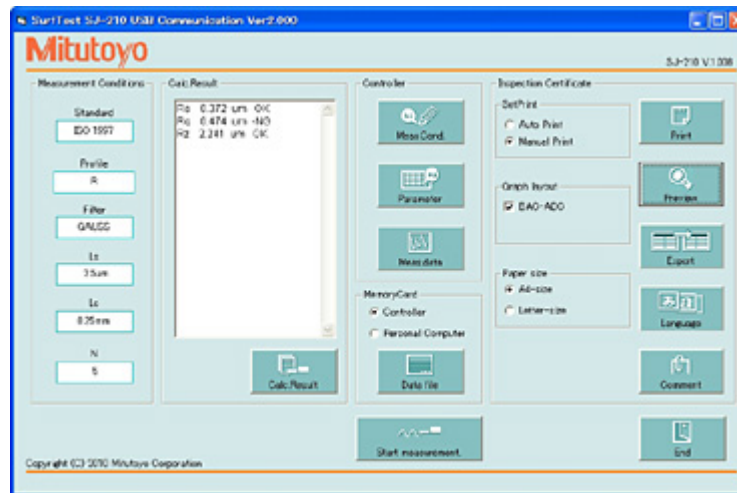 SurfTest SJ-210 USB Communication Ver2.000
Mitutoyo
SJ-210 V.1.008
Measurement Conditions
Standard
ISO 1997
Profile
R
Filter
GAUSS
Ls
2.5um
Lc
0.25mm
N
5
Calc.Result
Ra 0.372 um OK
Rq 0.474 um -NG
Rz 2.241 um OK
Calc.Result
Controller
Meas.Cond.
Parameter
Meas.data
MemoryCard
Controller
Personal Computer
Data file
Start measurement.
Inspection Certificate
SetPrint
Auto Print
Manual Print
Graph layout
BAC-ADC
Paper size
A4-size
Letter-size
Print
Preview
Export
Language
Comment
End
Copyright (C) 2010 Mitutoyo Corporation